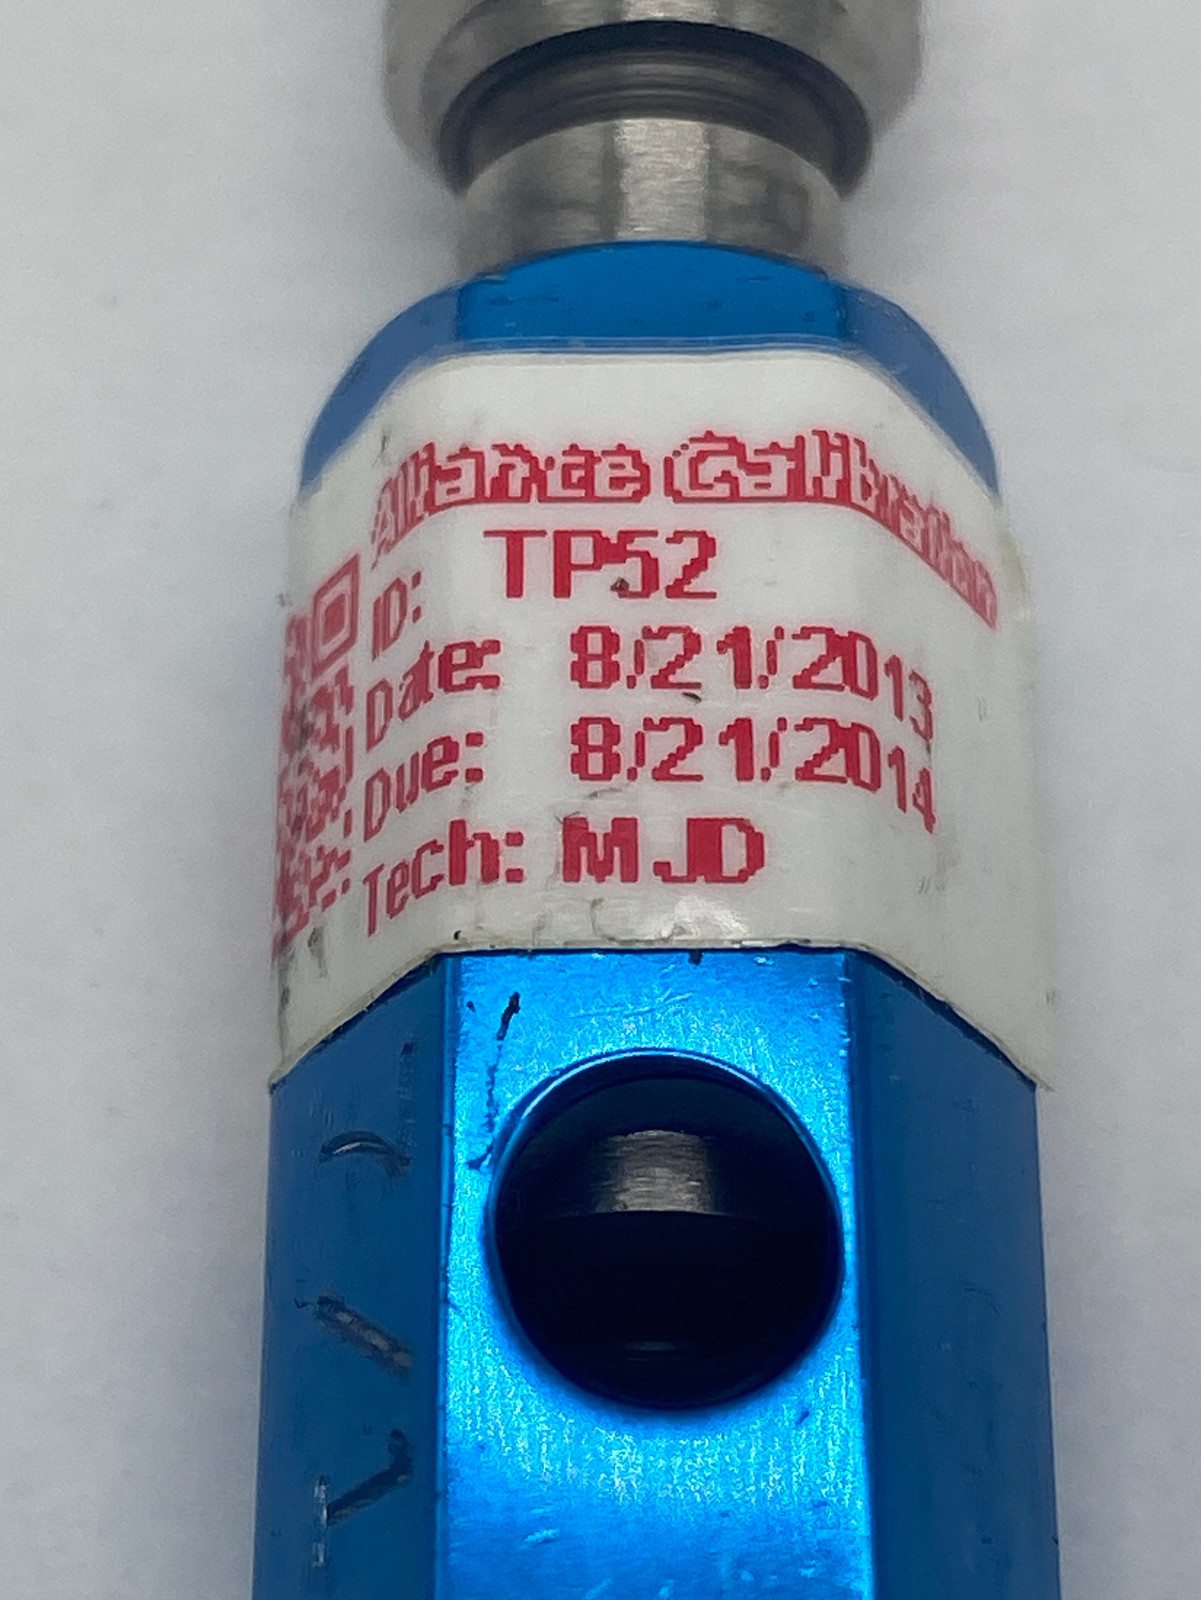 Alliance Calibration
ID: TP52
Date: 8/21/2013
Due: 8/21/2014
Tech: MJD